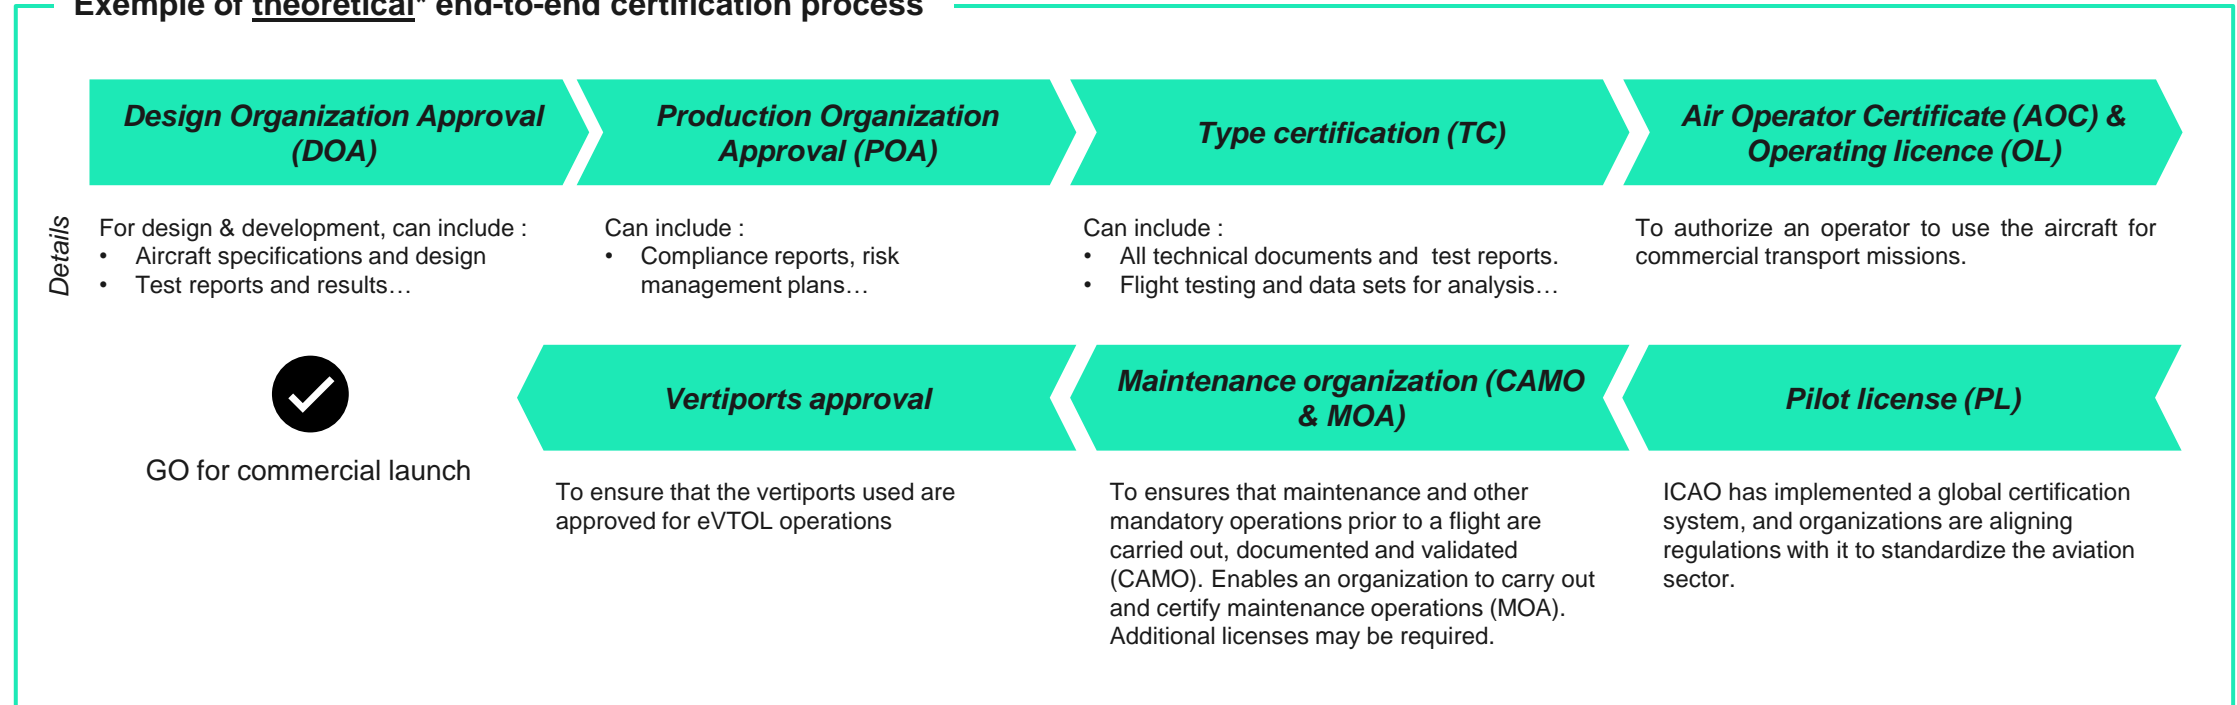 Exemple of theoretical* end-to-end certification process
Design Organization Approval
(DOA)
Production Organization
Approval (POA)
Type certification (TC)
Air Operator Certificate (AOC) &
Operating licence (OL)
Details
For design & development, can include :
• Aircraft specifications and design
• Test reports and results…
Can include :
• Compliance reports, risk
management plans…
Can include :
• All technical documents and test reports.
• Flight testing and data sets for analysis…
To authorize an operator to use the aircraft for
commercial transport missions.
Pilot license (PL)
Maintenance organization (CAMO
& MOA)
Vertiports approval
GO for commercial launch
ICAO has implemented a global certification
system, and organizations are aligning
regulations with it to standardize the aviation
sector.
To ensures that maintenance and other
mandatory operations prior to a flight are
carried out, documented and validated
(CAMO). Enables an organization to carry out
and certify maintenance operations (MOA).
Additional licenses may be required.
To ensure that the vertiports used are
approved for eVTOL operations